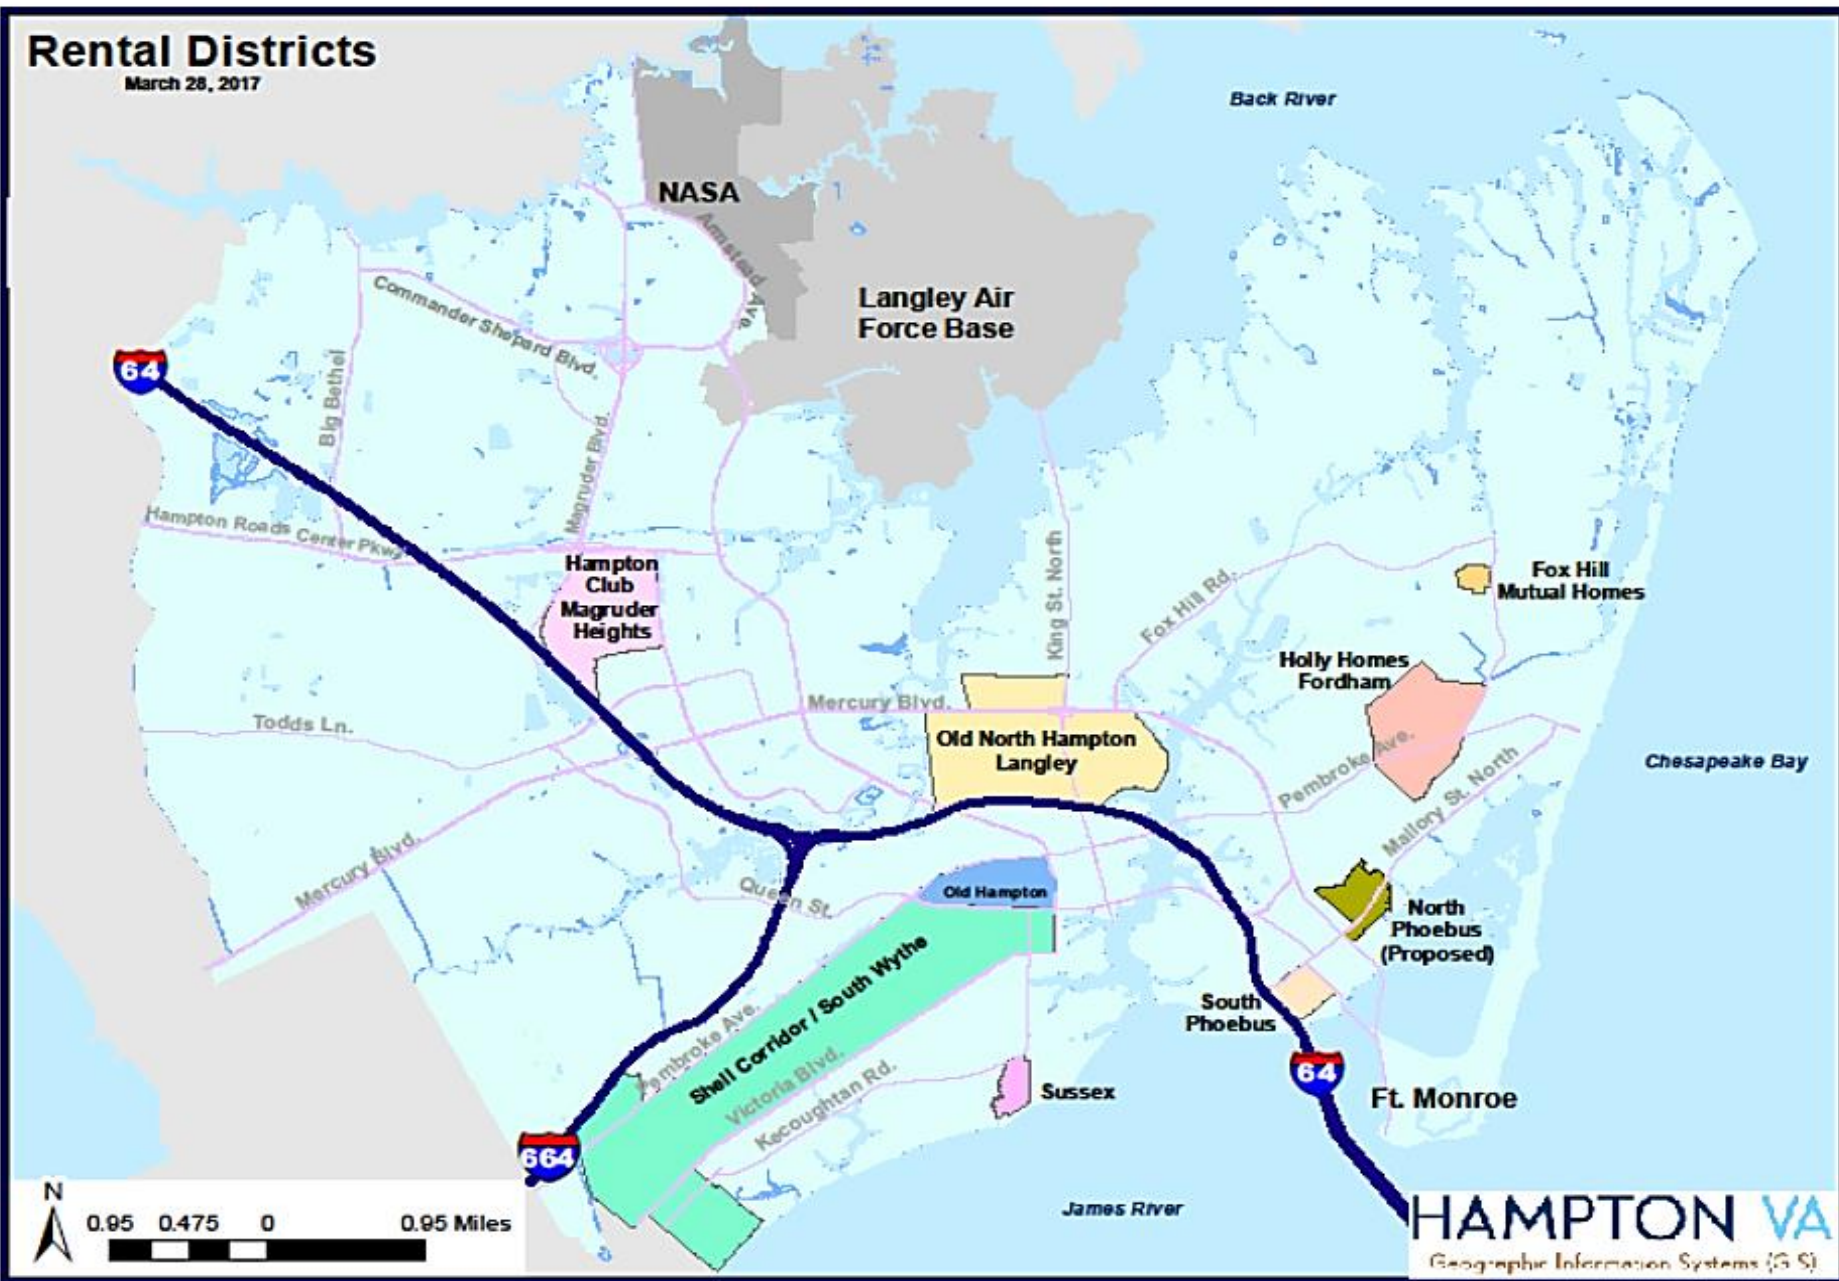 Rental Districts
March 28, 2017
Back River
NASA
Armstead Ave.
Langley Air
Force Base
Commander Shepard Blvd.
64
Big Bethel
Magruder Blvd.
Hampton Roads Center Pkwy
Hampton
Club
Magruder
Heights
King St. North
Fox Hill Rd.
Fox Hill
Mutual Homes
Holly Homes
Fordham
Mercury Blvd.
Todds Ln.
Old North Hampton
Langley
Pembroke Ave.
Mallory St. North
Chesapeake Bay
Mercury Blvd.
Queen St.
Old Hampton
North
Phoebus
(Proposed)
South
Phoebus
Pembroke Ave.
Shell Corridor / South Wythe
Victoria Blvd.
Kecoughtan Rd.
Sussex
64
Ft. Monroe
664
James River
N
0.95 0.475 0 0.95 Miles
HAMPTON VA
Geographic Information Systems (GIS)